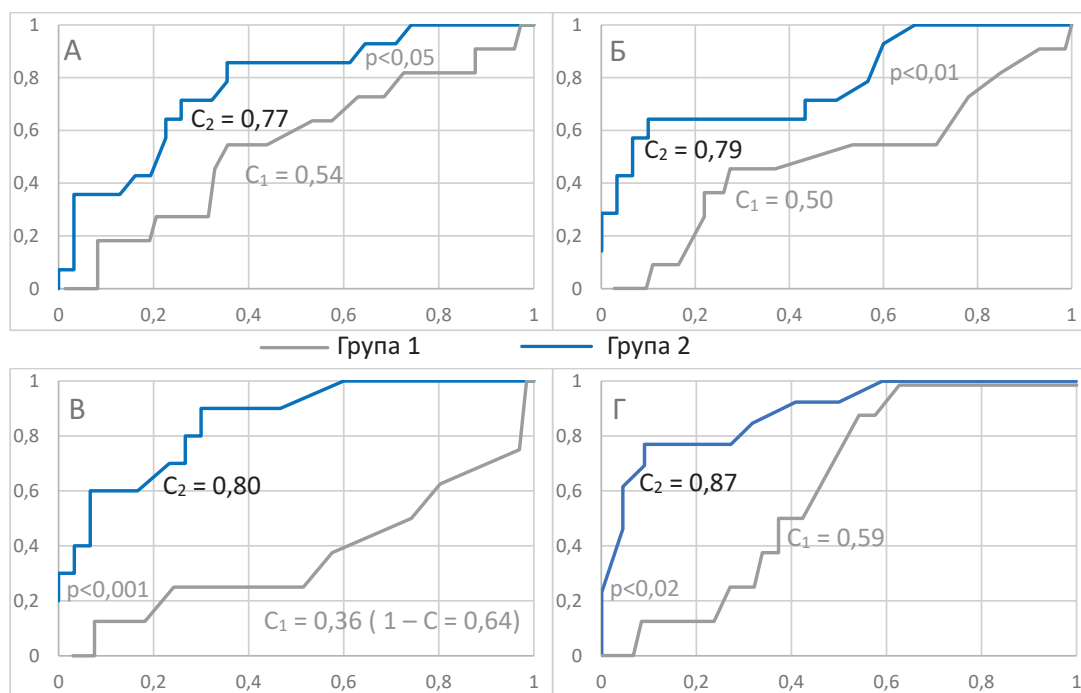 А
1
0,8
0,6
0,4
0,2
0
p<0,05
C₂ = 0,77
C₁ = 0,54
0 0,2 0,4 0,6 0,8 1
Б
1
0,8
0,6
0,4
0,2
0
p<0,01
C₂ = 0,79
C₁ = 0,50
0 0,2 0,4 0,6 0,8 1
Група 1 Група 2
В
1
0,8
0,6
0,4
0,2
0
C₂ = 0,80
p<0,001
C₁ = 0,36 ( 1 – C = 0,64)
0 0,2 0,4 0,6 0,8 1
Г
1
0,8
0,6
0,4
0,2
0
C₂ = 0,87
C₁ = 0,59
p<0,02
0 0,2 0,4 0,6 0,8 1